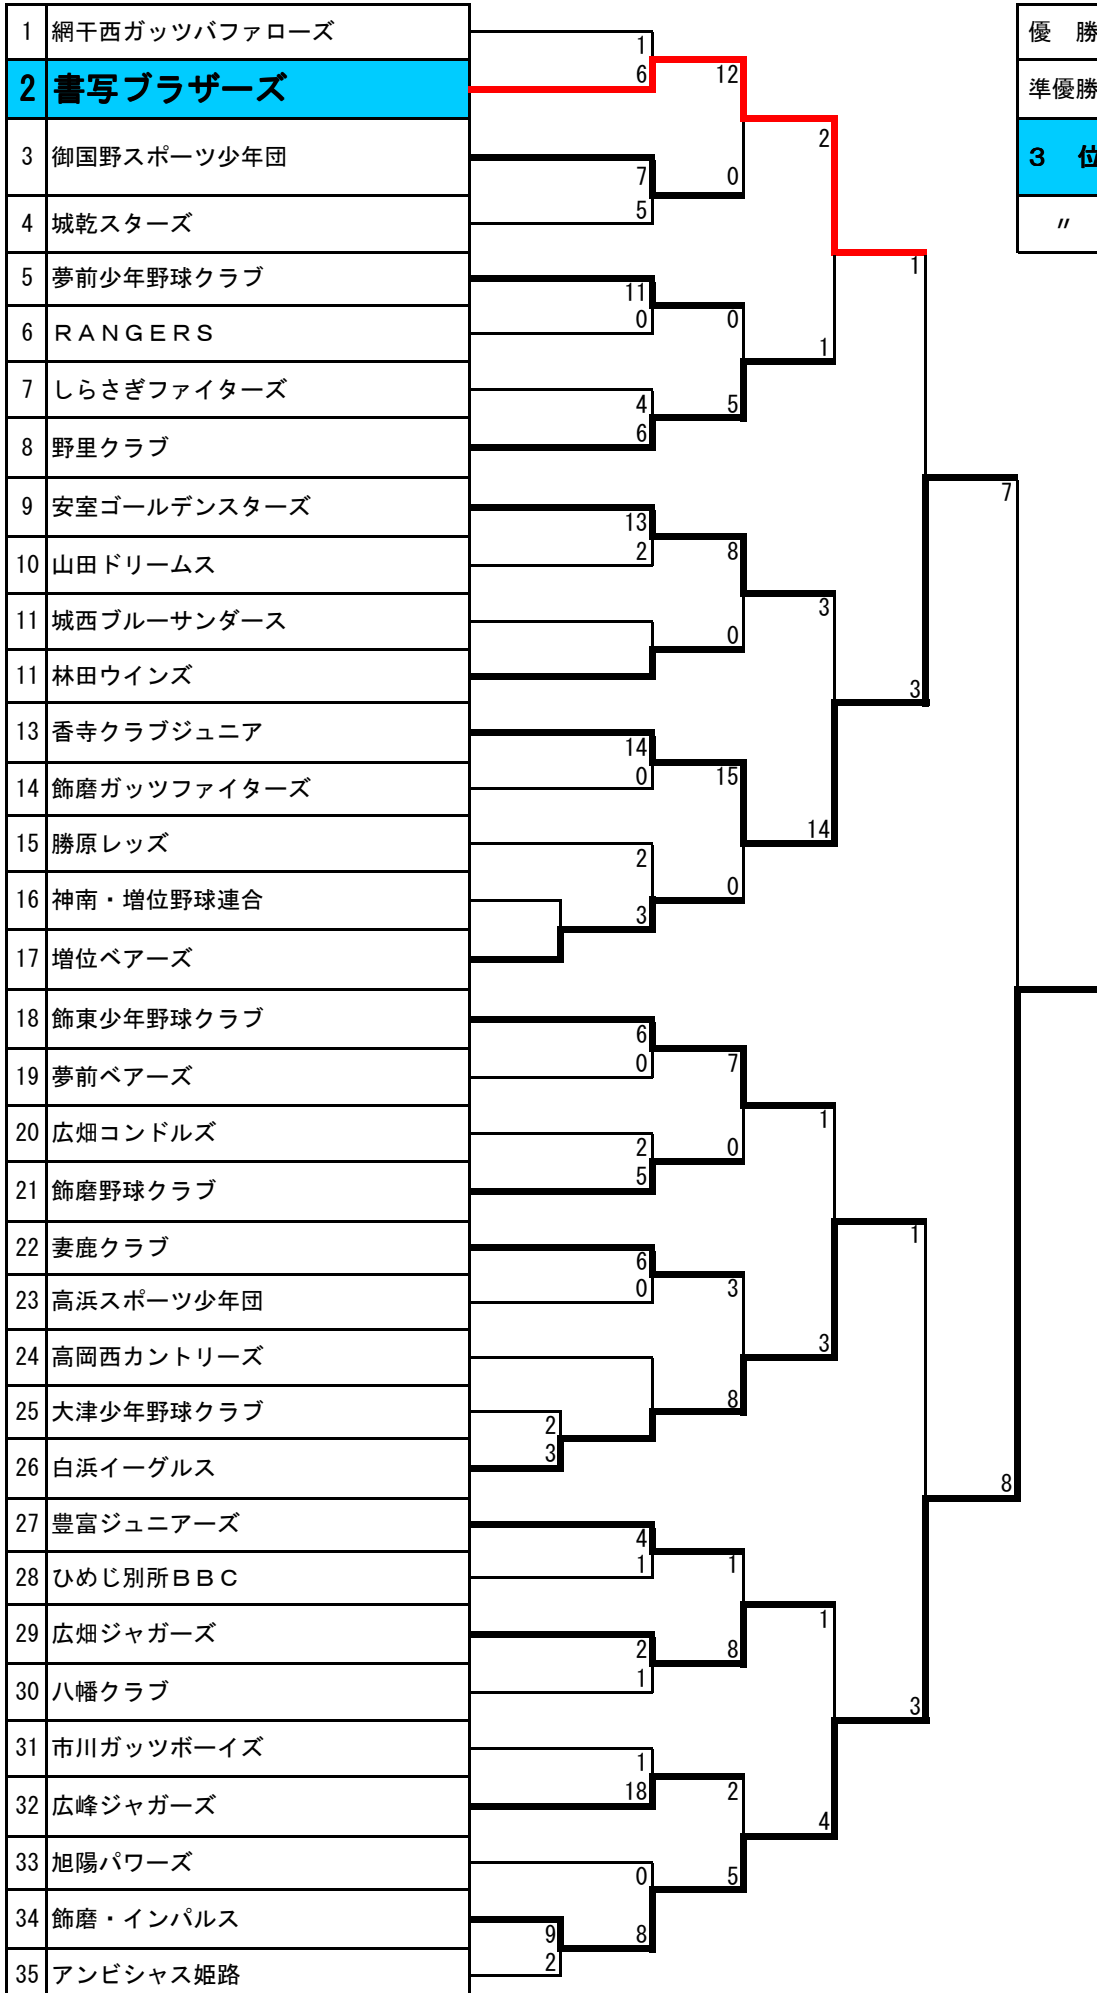 1 網干西ガッツバファローズ
2 書写ブラザーズ
3 御国野スポーツ少年団
4 城乾スターズ
5 夢前少年野球クラブ
6 ＲＡＮＧＥＲＳ
7 しらさぎファイターズ
8 野里クラブ
9 安室ゴールデンスターズ
10 山田ドリームス
11 城西ブルーサンダース
11 林田ウインズ
13 香寺クラブジュニア
14 飾磨ガッツファイターズ
15 勝原レッズ
16 神南・増位野球連合
17 増位ベアーズ
18 飾東少年野球クラブ
19 夢前ベアーズ
20 広畑コンドルズ
21 飾磨野球クラブ
22 妻鹿クラブ
23 高浜スポーツ少年団
24 高岡西カントリーズ
25 大津少年野球クラブ
26 白浜イーグルス
27 豊富ジュニアーズ
28 ひめじ別所ＢＢＣ
29 広畑ジャガーズ
30 八幡クラブ
31 市川ガッツボーイズ
32 広峰ジャガーズ
33 旭陽パワーズ
34 飾磨・インパルス
35 アンビシャス姫路
2
3
9
2
1
6
7
5
11
0
4
6
13
2
14
0
2
3
6
0
2
5
6
0
4
1
2
1
1
18
0
8
12
0
0
5
8
0
15
0
7
0
3
8
1
8
2
5
2
1
3
14
1
3
1
4
1
3
1
3
7
8
優　勝
準優勝
３　位
〃